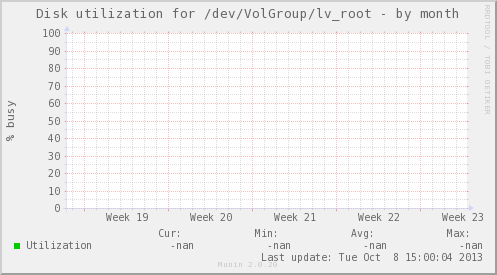 Disk utilization for /dev/VolGroup/lv_root - by month
RRDTOOL / TOBI OETIKER
% busy
100
90
80
70
60
50
40
30
20
10
0
Week 19 Week 20 Week 21 Week 22 Week 23
Cur: Min: Avg: Max:
Utilization -nan -nan -nan -nan
Last update: Tue Oct 8 15:00:04 2013
Munin 2.0.20